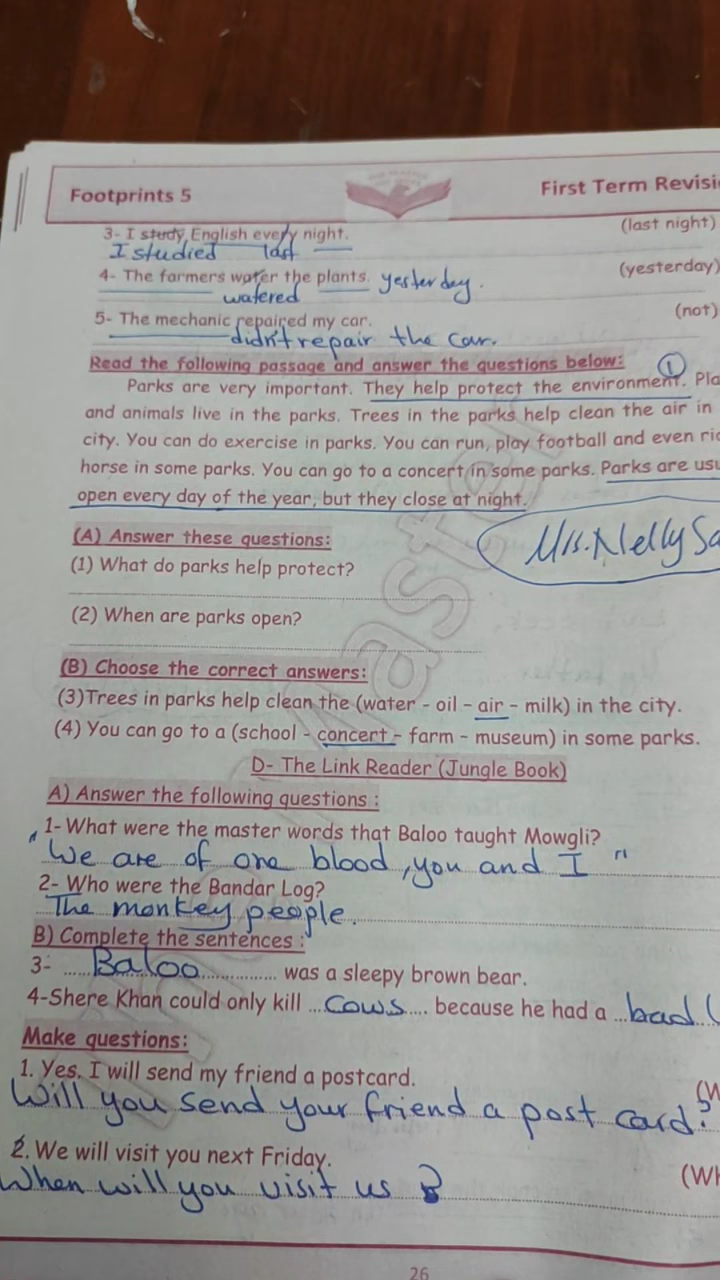 Footprints 5
First Term Revisi
3- I study English every night.
(last night)
I studied last
4- The farmers water the plants. yesterday.
(yesterday)
watered
5- The mechanic repaired my car.
(not)
didn't repair the car.
Read the following passage and answer the questions below: 1
Parks are very important. They help protect the environment. Pla
and animals live in the parks. Trees in the parks help clean the air in
city. You can do exercise in parks. You can run, play football and even rid
horse in some parks. You can go to a concert in some parks. Parks are usu
open every day of the year, but they close at night.
(A) Answer these questions:
Mrs. Nelly Sa
(1) What do parks help protect?
(2) When are parks open?
(B) Choose the correct answers:
(3)Trees in parks help clean the (water - oil - air - milk) in the city.
(4) You can go to a (school - concert - farm - museum) in some parks.
D- The Link Reader (Jungle Book)
A) Answer the following questions :
1- What were the master words that Baloo taught Mowgli?
"We are of one blood, you and I "
2- Who were the Bandar Log?
The monkey people.
B) Complete the sentences :
3- ..... Baloo .............. was a sleepy brown bear.
4-Shere Khan could only kill ... cows .... because he had a ... bad
Make questions:
1. Yes. I will send my friend a postcard.
(W
Will you send your friend a post card?
2. We will visit you next Friday.
(Wh
When will you visit us ?
26
The Master